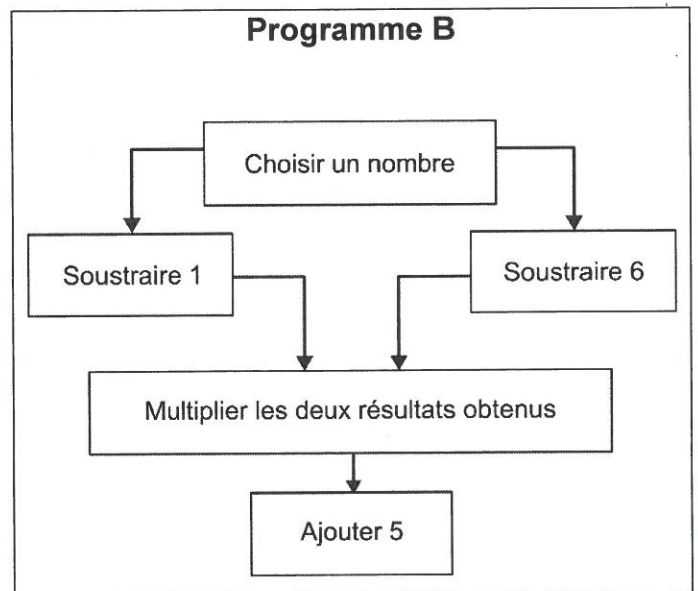 Programme B
Choisir un nombre
Soustraire 1
Soustraire 6
Multiplier les deux résultats obtenus
Ajouter 5